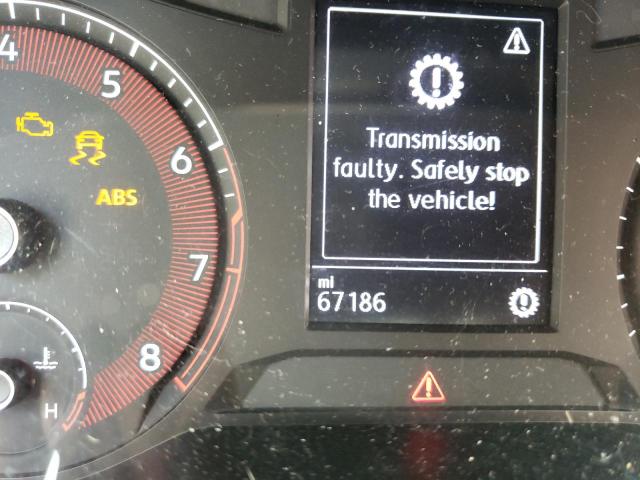 4
5
6
7
8
ABS
H
Transmission
faulty. Safely stop
the vehicle!
mi
67186